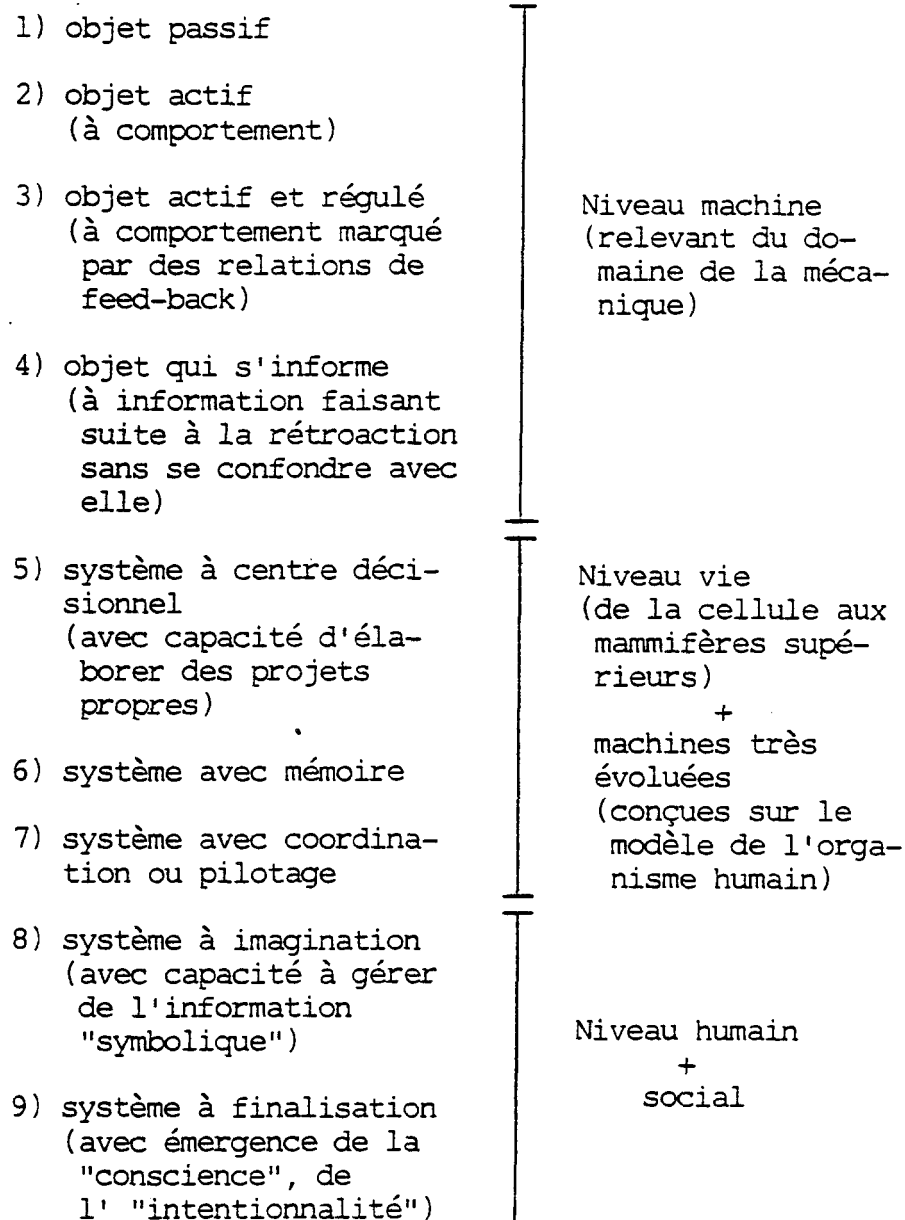 1) objet passif
2) objet actif
(à comportement)
3) objet actif et régulé
(à comportement marqué
par des relations de
feed-back)
4) objet qui s'informe
(à information faisant
suite à la rétroaction
sans se confondre avec
elle)
5) système à centre déci-
sionnel
(avec capacité d'éla-
borer des projets
propres)
6) système avec mémoire
7) système avec coordina-
tion ou pilotage
8) système à imagination
(avec capacité à gérer
de l'information
"symbolique")
9) système à finalisation
(avec émergence de la
"conscience", de
l' "intentionnalité")
Niveau machine
(relevant du do-
maine de la méca-
nique)
Niveau vie
(de la cellule aux
mammifères supé-
rieurs)
+
machines très
évoluées
(conçues sur le
modèle de l'orga-
nisme humain)
Niveau humain
+
social